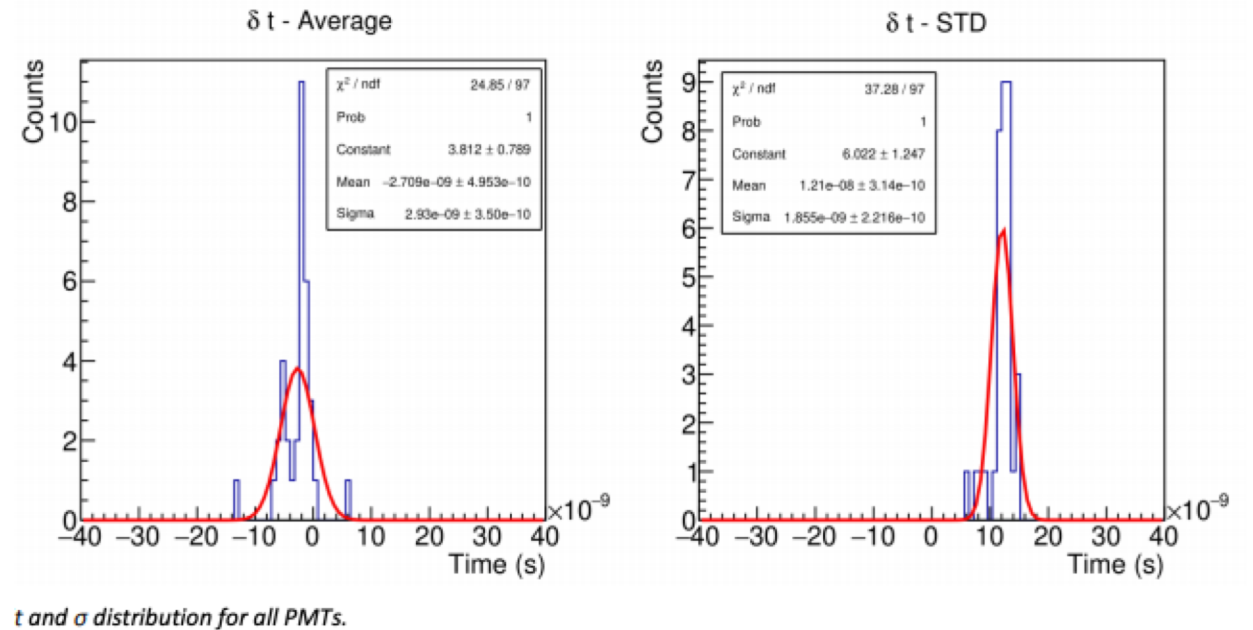 δ t - Average
Counts
χ² / ndf 24.85 / 97
Prob 1
Constant 3.812 ± 0.789
Mean −2.709e−09 ± 4.953e−10
Sigma 2.93e−09 ± 3.50e−10
10
8
6
4
2
0
−40 −30 −20 −10 0 10 20 30 40
×10⁻⁹
Time (s)
δ t - STD
Counts
χ² / ndf 37.28 / 97
Prob 1
Constant 6.022 ± 1.247
Mean 1.21e−08 ± 3.14e−10
Sigma 1.855e−09 ± 2.216e−10
9
8
7
6
5
4
3
2
1
0
−40 −30 −20 −10 0 10 20 30 40
×10⁻⁹
Time (s)
t and σ distribution for all PMTs.